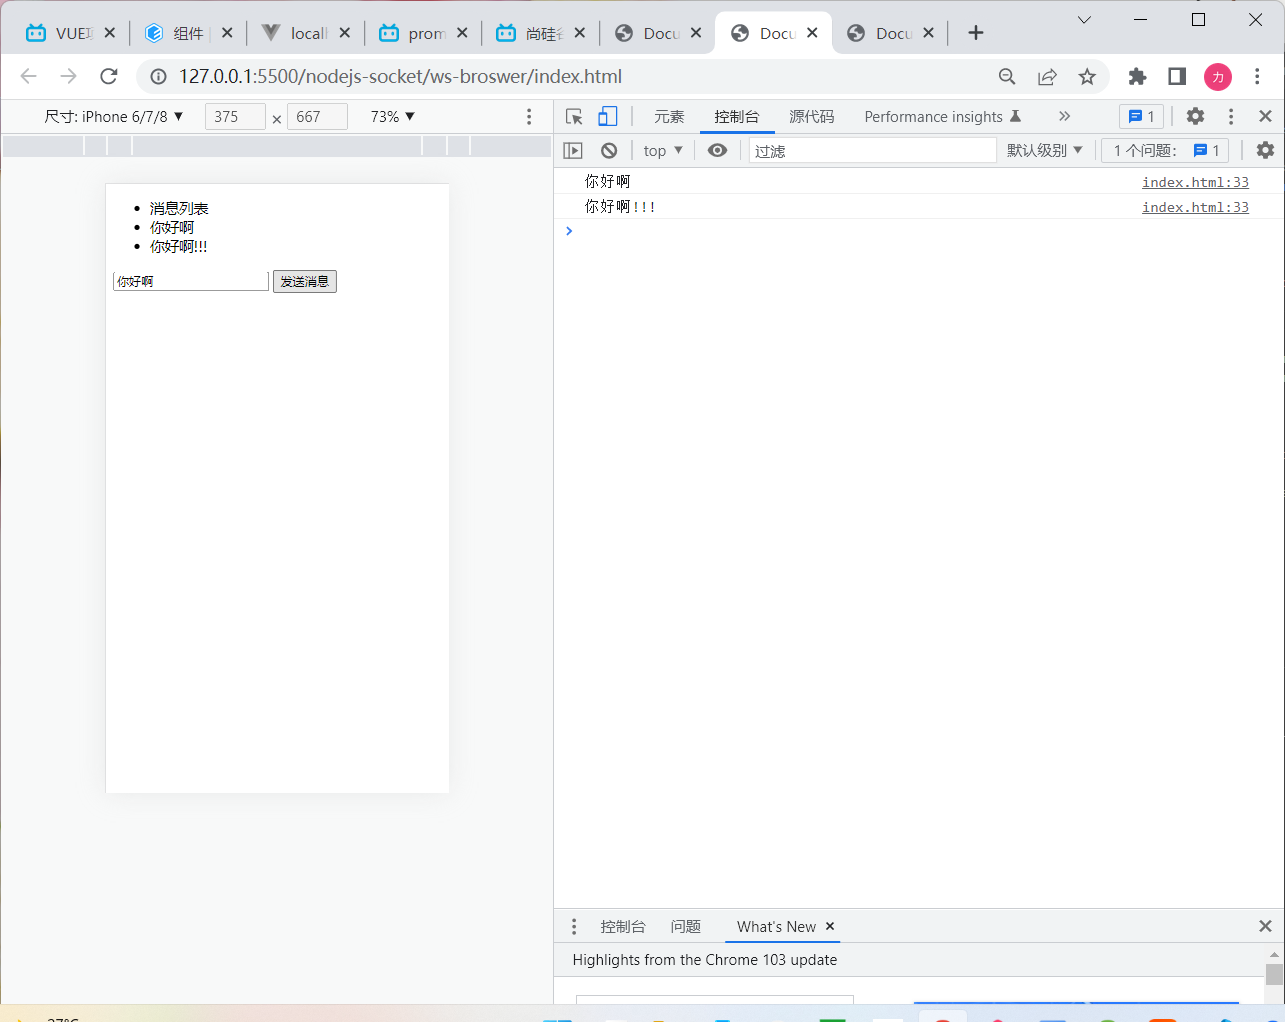 VUE
组件
locall
prom
尚硅谷
Docu
Docu
Docu
127.0.0.1:5500/nodejs-socket/ws-broswer/index.html
力
尺寸: iPhone 6/7/8 ▼ 375 × 667 73% ▼
元素 控制台 源代码 Performance insights 1
top ▼ 过滤 默认级别 ▼ 1 个问题: 1
消息列表
你好啊
你好啊!!!
你好啊 发送消息
你好啊 index.html:33
你好啊!!! index.html:33
控制台 问题 What's New
Highlights from the Chrome 103 update